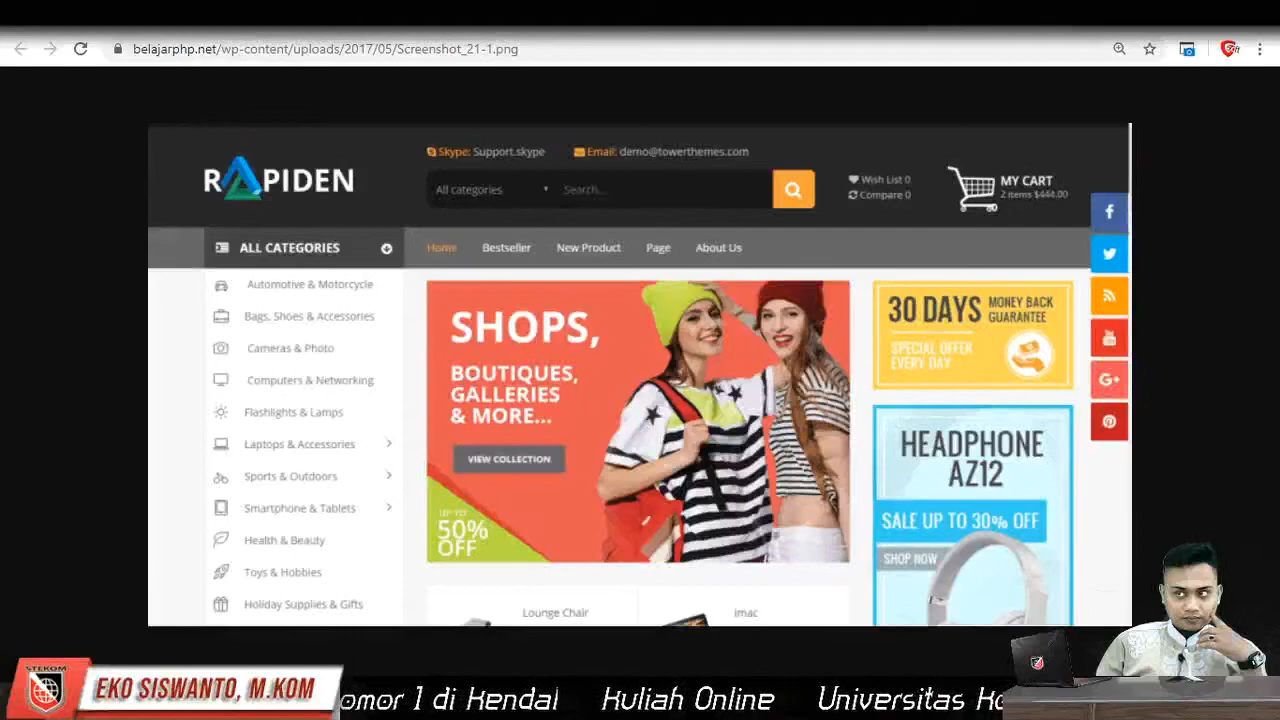 belajarphp.net/wp-content/uploads/2017/05/Screenshot_21-1.png
Skype: Support.skype Email: demo@towerthemes.com
RAPIDEN
All categories Search...
Wish List 0
Compare 0
MY CART
2 items $444.00
ALL CATEGORIES
Home Bestseller New Product Page About Us
Automotive & Motorcycle
Bags, Shoes & Accessories
Cameras & Photo
Computers & Networking
Flashlights & Lamps
Laptops & Accessories
Sports & Outdoors
Smartphone & Tablets
Health & Beauty
Toys & Hobbies
Holiday Supplies & Gifts
SHOPS,
BOUTIQUES,
GALLERIES
& MORE...
VIEW COLLECTION
UP TO
50%
OFF
30 DAYS MONEY BACK
GUARANTEE
SPECIAL OFFER
EVERY DAY
HEADPHONE
AZ12
SALE UP TO 30% OFF
SHOP NOW
Lounge Chair
imac
You
G+
STEKOM
EKO SISWANTO, M.KOM
omor 1 di Kendal Kuliah Online Universitas Ko